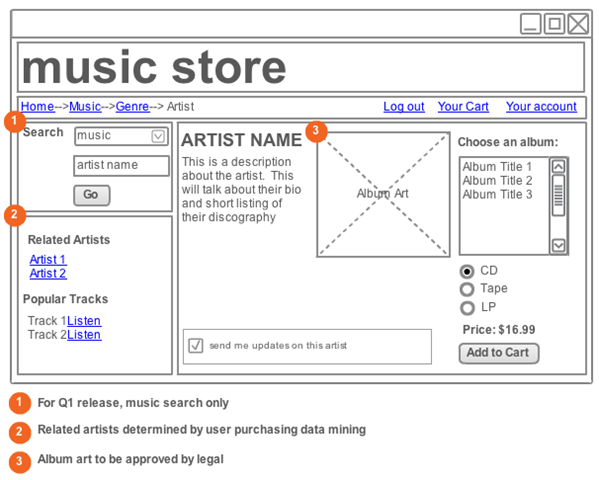 music store
Home-->Music-->Genre--> Artist
Log out Your Cart Your account
1
Search music
artist name
Go
2
Related Artists
Artist 1
Artist 2
Popular Tracks
Track 1Listen
Track 2Listen
ARTIST NAME
This is a description
about the artist. This
will talk about their bio
and short listing of
their discography
3
Album Art
send me updates on this artist
Choose an album:
Album Title 1
Album Title 2
Album Title 3
CD
Tape
LP
Price: $16.99
Add to Cart
1 For Q1 release, music search only
2 Related artists determined by user purchasing data mining
3 Album art to be approved by legal